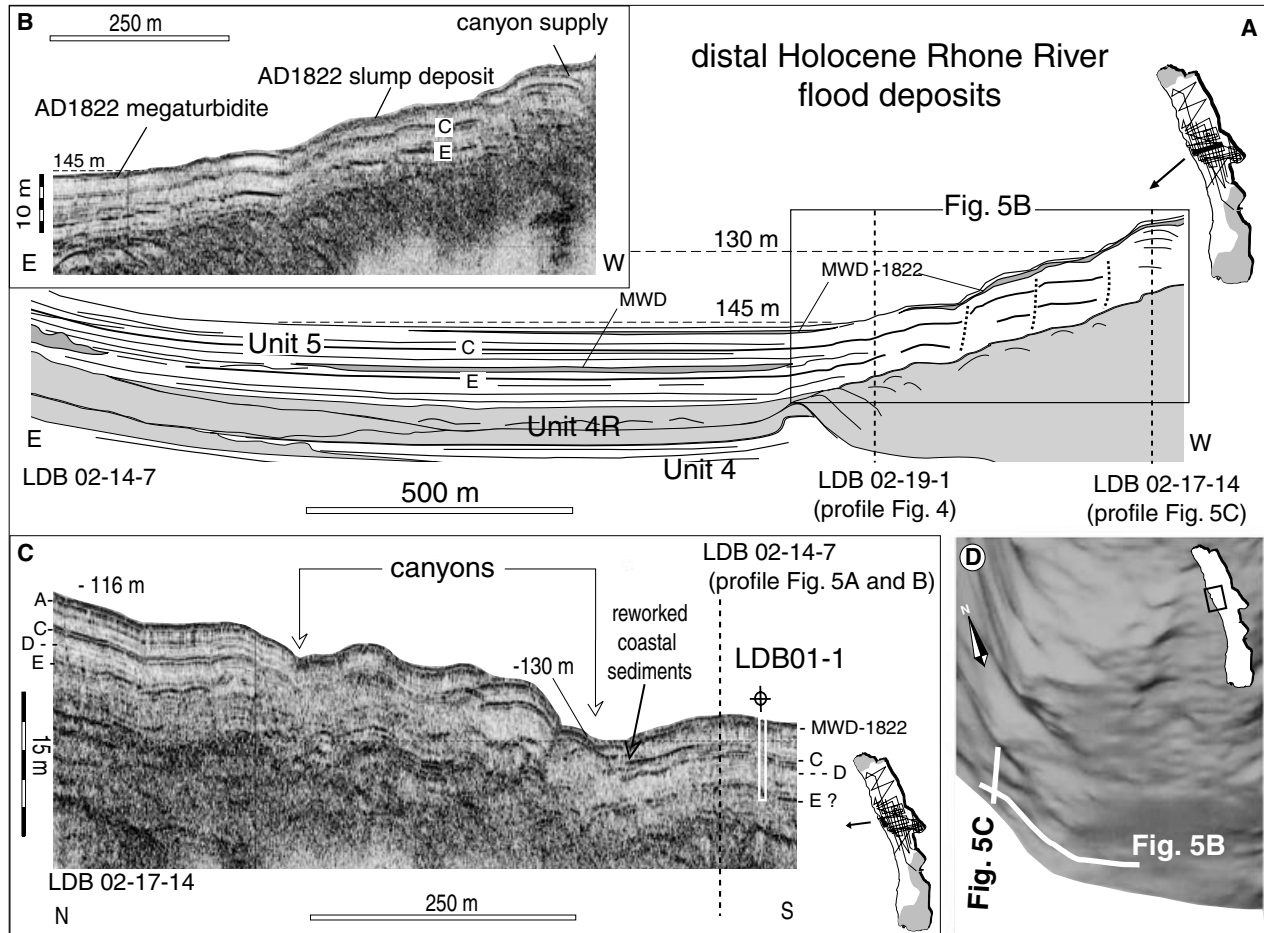 B
250 m
canyon supply
AD1822 slump deposit
AD1822 megaturbidite
C
E
145 m
10 m
E
W
A
distal Holocene Rhone River
flood deposits
Fig. 5B
130 m
MWD -1822
MWD
145 m
Unit 5
C
E
Unit 4R
Unit 4
E
W
LDB 02-14-7
500 m
LDB 02-19-1
(profile Fig. 4)
LDB 02-17-14
(profile Fig. 5C)
C
LDB 02-14-7
(profile Fig. 5A and B)
canyons
- 116 m
A
C
D
E
reworked
coastal
sediments
-130 m
LDB01-1
MWD-1822
C
D
E ?
15 m
LDB 02-17-14
N
250 m
S
D
N
Fig. 5C
Fig. 5B